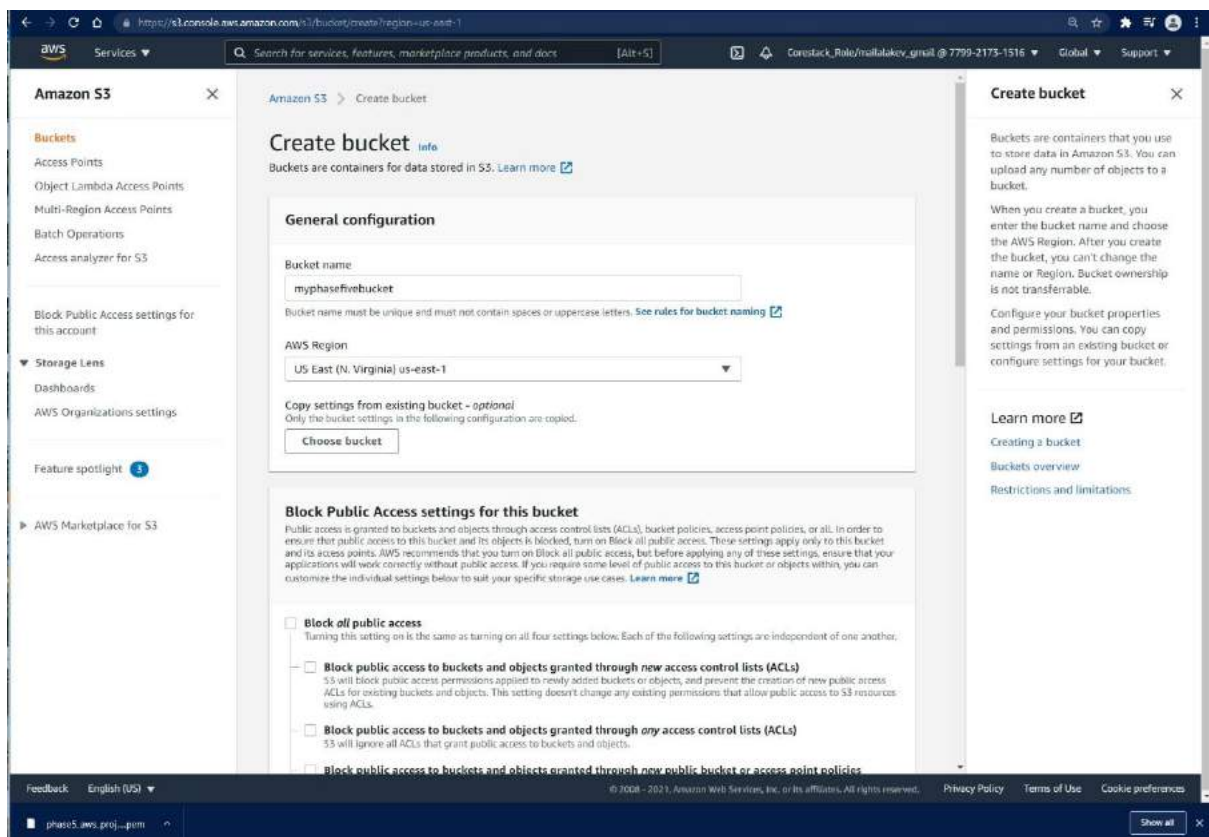 https://s3.console.aws.amazon.com/s3/bucket/create?region=us-east-1
aws
Services ▼
Search for services, features, marketplace products, and docs
[Alt+S]
Corestack_Role/mallalakev_gmail @ 7799-2173-1516 ▼
Global ▼
Support ▼
Amazon S3
Buckets
Access Points
Object Lambda Access Points
Multi-Region Access Points
Batch Operations
Access analyzer for S3
Block Public Access settings for
this account
Storage Lens
Dashboards
AWS Organizations settings
Feature spotlight 3
AWS Marketplace for S3
Amazon S3 > Create bucket
Create bucket Info
Buckets are containers for data stored in S3. Learn more
General configuration
Bucket name
myphasefivebucket
Bucket name must be unique and must not contain spaces or uppercase letters. See rules for bucket naming
AWS Region
US East (N. Virginia) us-east-1
Copy settings from existing bucket - optional
Only the bucket settings in the following configuration are copied.
Choose bucket
Block Public Access settings for this bucket
Public access is granted to buckets and objects through access control lists (ACLs), bucket policies, access point policies, or all. In order to
ensure that public access to this bucket and its objects is blocked, turn on Block all public access. These settings apply only to this bucket
and its access points. AWS recommends that you turn on Block all public access, but before applying any of these settings, ensure that your
applications will work correctly without public access. If you require some level of public access to this bucket or objects within, you can
customize the individual settings below to suit your specific storage use cases. Learn more
Block all public access
Turning this setting on is the same as turning on all four settings below. Each of the following settings are independent of one another.
Block public access to buckets and objects granted through new access control lists (ACLs)
S3 will block public access permissions applied to newly added buckets or objects, and prevent the creation of new public access
ACLs for existing buckets and objects. This setting doesn't change any existing permissions that allow public access to S3 resources
using ACLs.
Block public access to buckets and objects granted through any access control lists (ACLs)
S3 will ignore all ACLs that grant public access to buckets and objects.
Block public access to buckets and objects granted through new public bucket or access point policies
Create bucket
Buckets are containers that you use
to store data in Amazon S3. You can
upload any number of objects to a
bucket.
When you create a bucket, you
enter the bucket name and choose
the AWS Region. After you create
the bucket, you can't change the
name or Region. Bucket ownership
is not transferrable.
Configure your bucket properties
and permissions. You can copy
settings from an existing bucket or
configure settings for your bucket.
Learn more
Creating a bucket
Buckets overview
Restrictions and limitations
Feedback
English (US) ▼
© 2008 - 2021, Amazon Web Services, Inc. or its affiliates. All rights reserved.
Privacy Policy
Terms of Use
Cookie preferences
phase5.aws.proj....pem
Show all